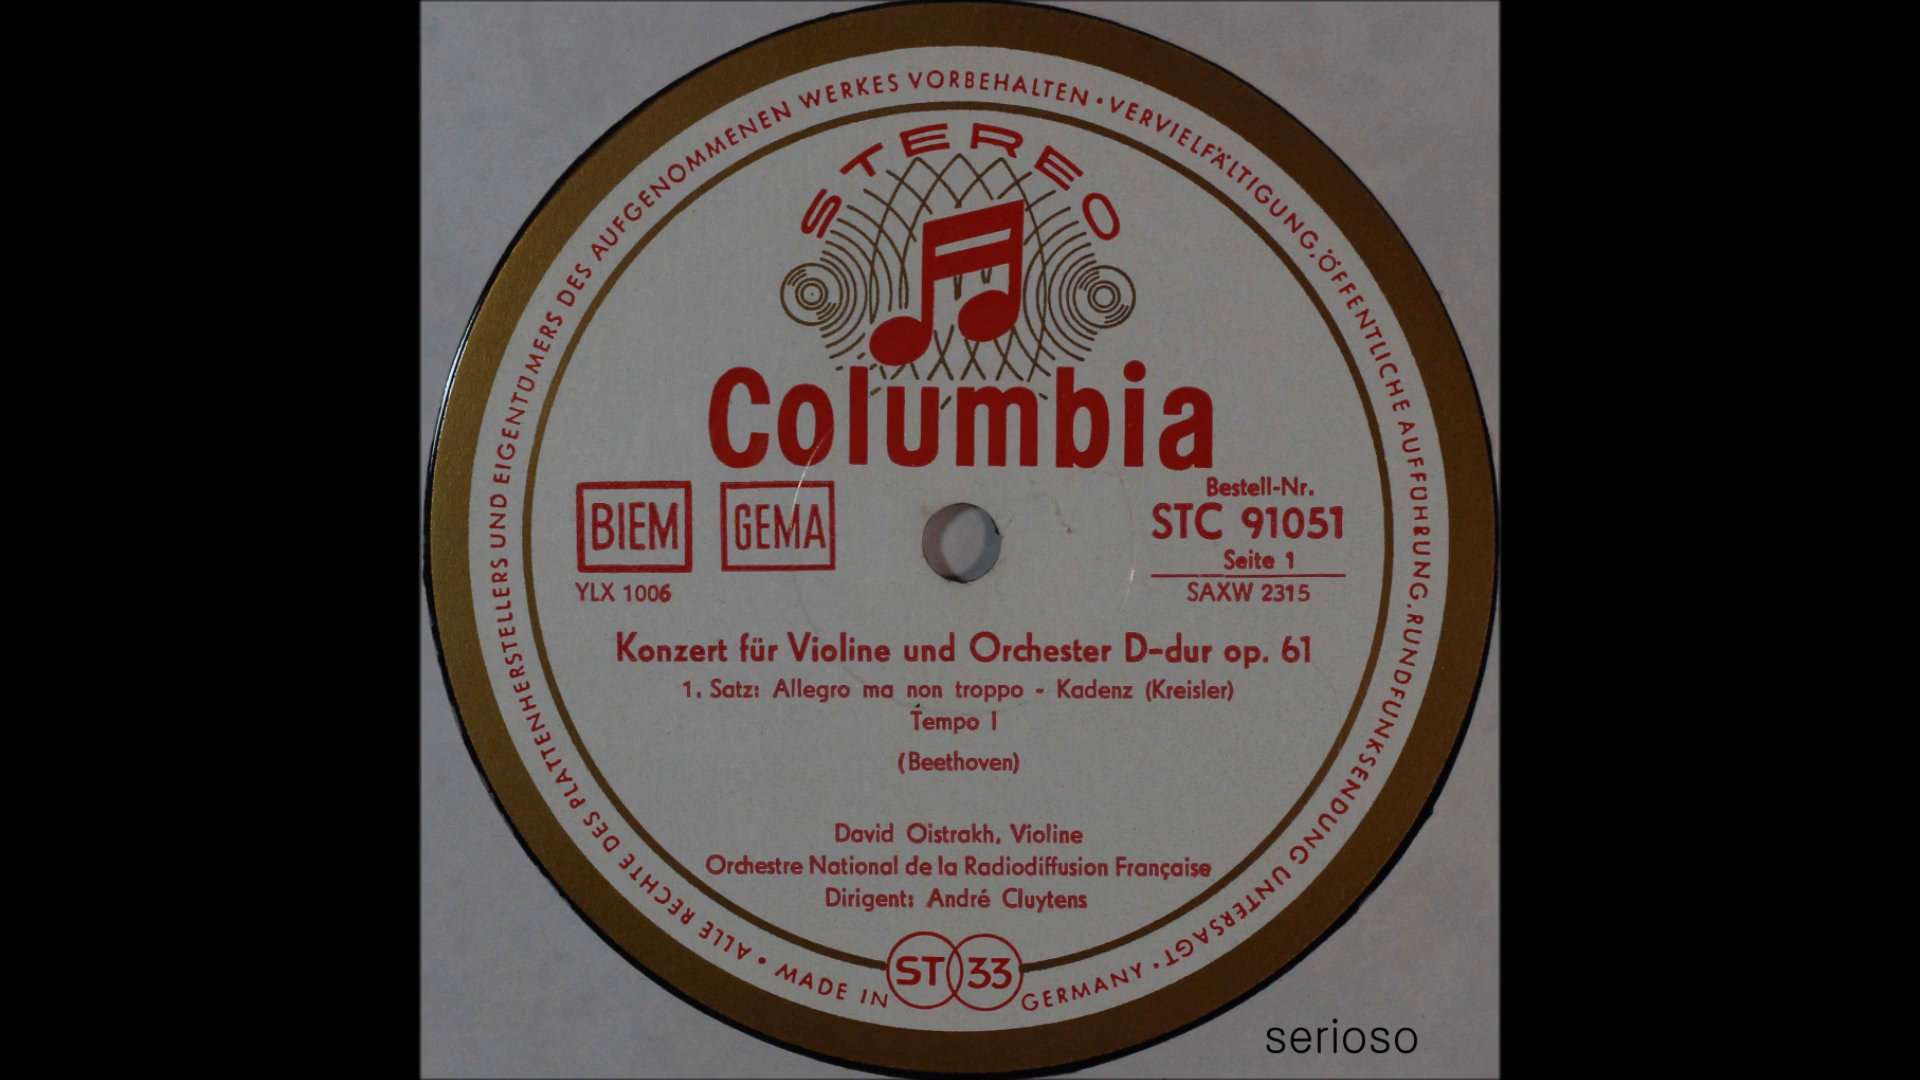 ALLE RECHTE DES PLATTENHERSTELLERS UND EIGENTÜMERS DES AUFGENOMMENEN WERKES VORBEHALTEN • VERVIELFÄLTIGUNG, ÖFFENTLICHE AUFFÜHRUNG, RUNDFUNKSENDUNG UNTERSAGT •
STEREO
Columbia
BIEM GEMA
YLX 1006
Bestell-Nr.
STC 91051
Seite 1
SAXW 2315
Konzert für Violine und Orchester D-dur op. 61
1. Satz: Allegro ma non troppo - Kadenz (Kreisler)
Tempo I
(Beethoven)
David Oistrakh, Violine
Orchestre National de la Radiodiffusion Française
Dirigent: André Cluytens
MADE IN ST 33 GERMANY
serioso